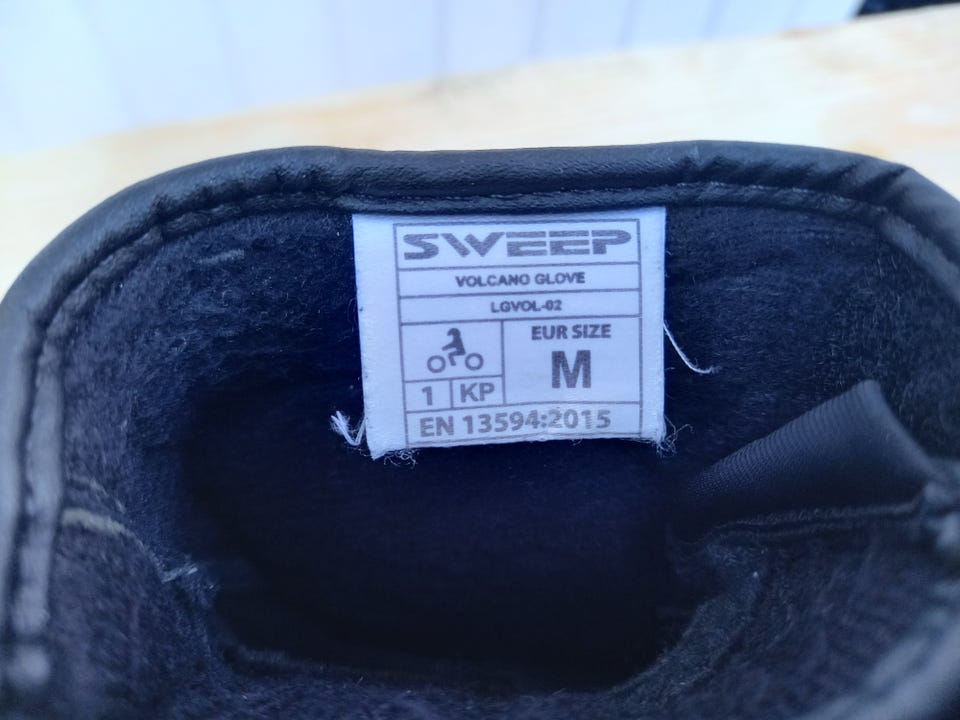 SWEEP
VOLCANO GLOVE
LGVOL-02
EUR SIZE
M
1 KP
EN 13594:2015